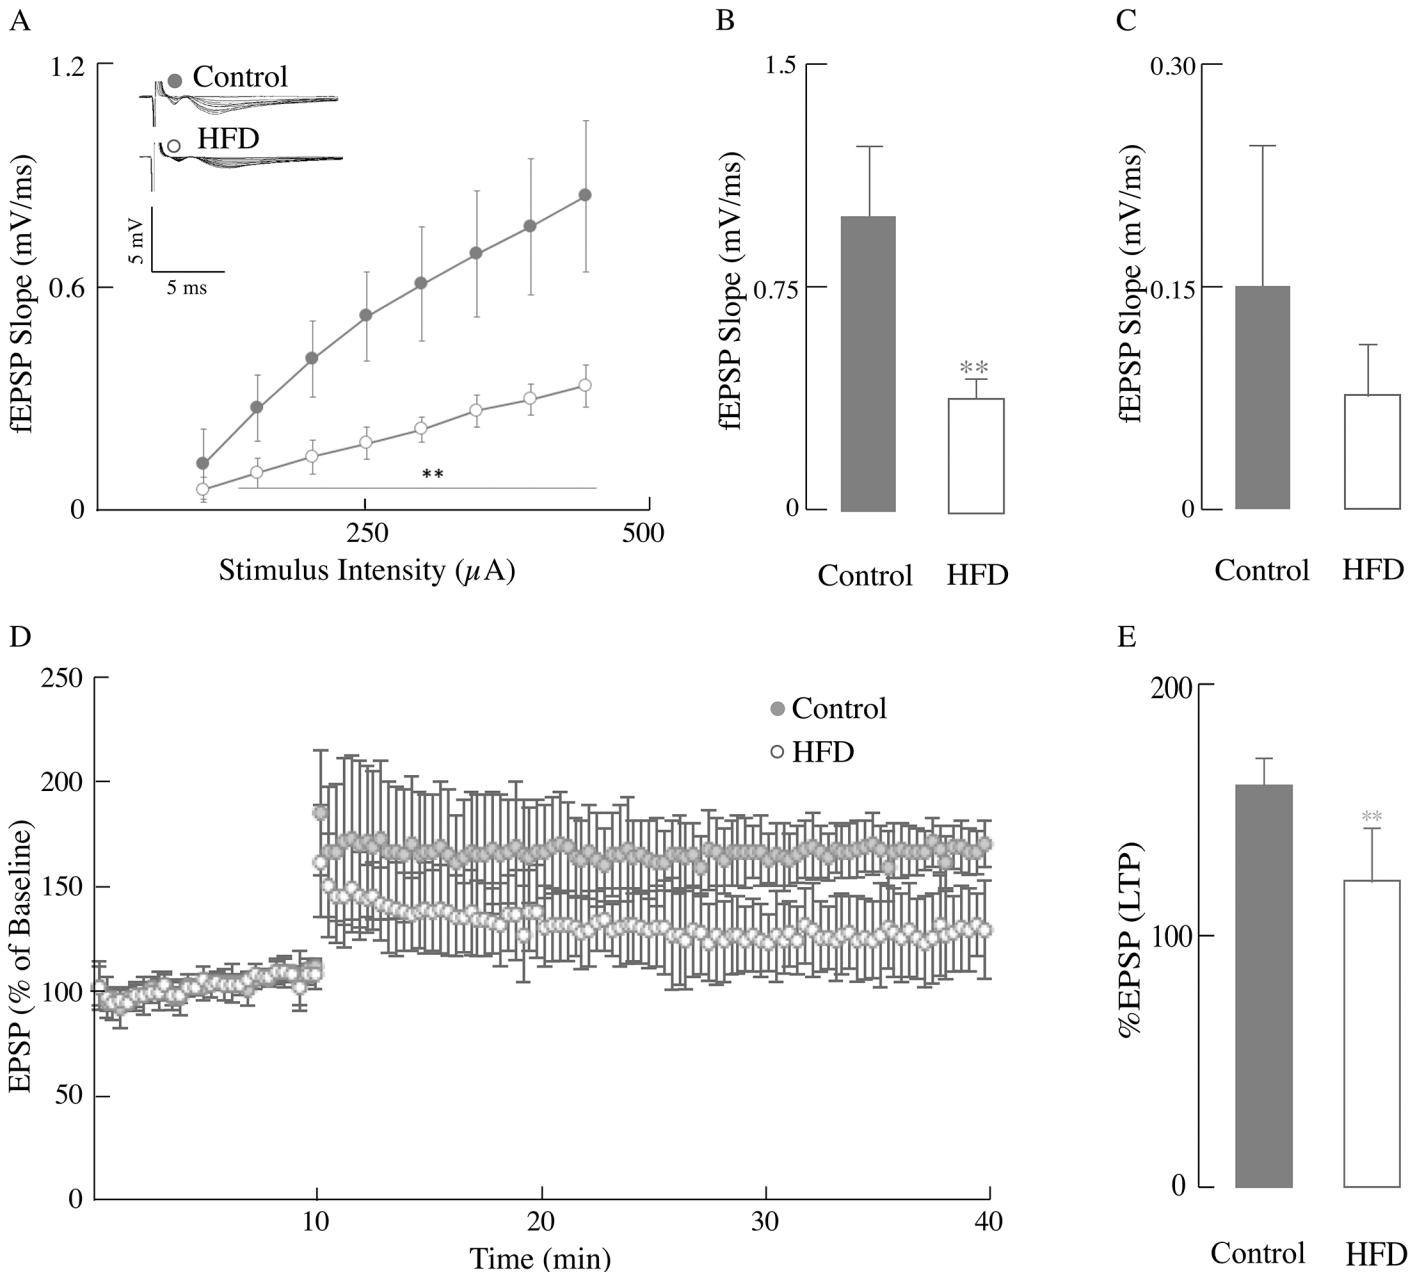 A
1.2
0.6
0
fEPSP Slope (mV/ms)
Control
HFD
5 mV
5 ms
**
250
500
Stimulus Intensity (µA)
B
1.5
0.75
0
fEPSP Slope (mV/ms)
**
Control
HFD
C
0.30
0.15
0
fEPSP Slope (mV/ms)
Control
HFD
D
250
200
150
100
50
0
EPSP (% of Baseline)
Control
HFD
10
20
30
40
Time (min)
E
200
100
0
%EPSP (LTP)
**
Control
HFD